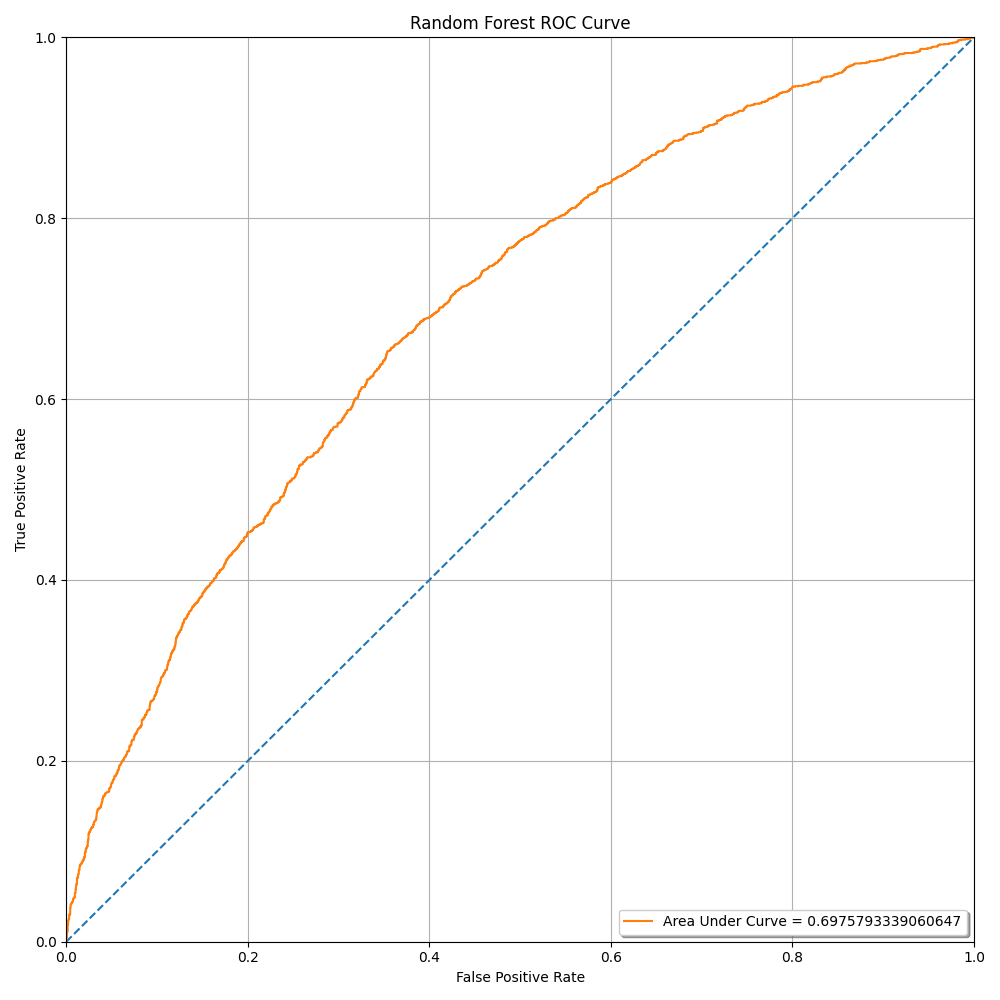 Random Forest ROC Curve
1.0
0.8
0.6
0.4
0.2
0.0
True Positive Rate
Area Under Curve = 0.6975793339060647
0.0 0.2 0.4 0.6 0.8 1.0
False Positive Rate